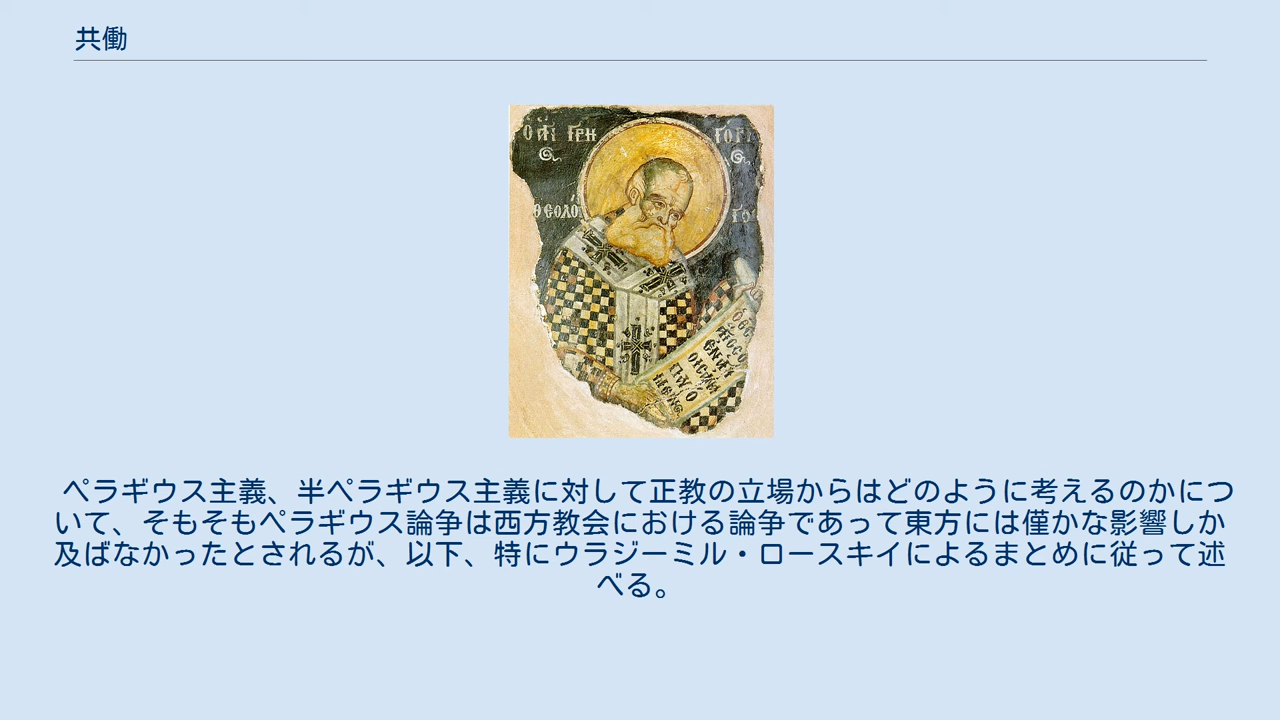 共働
Ο ΓΡΗ
ΓΟΡΙ
ΘΕΟΛΟ
ペラギウス主義、半ペラギウス主義に対して正教の立場からはどのように考えるのかにつ
いて、そもそもペラギウス論争は西方教会における論争であって東方には僅かな影響しか
及ばなかったとされるが、以下、特にウラジーミル・ロースキイによるまとめに従って述
べる。